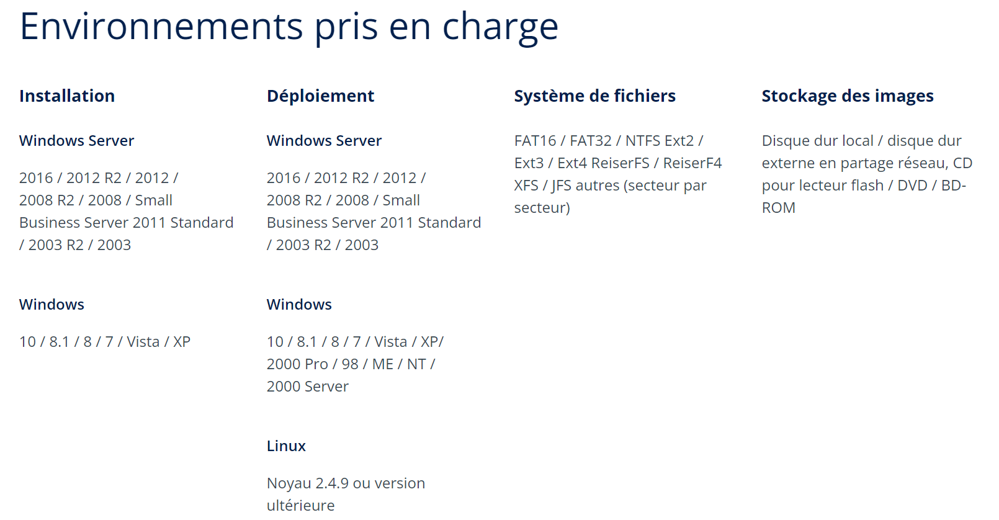 Environnements pris en charge
Installation
Windows Server
2016 / 2012 R2 / 2012 /
2008 R2 / 2008 / Small
Business Server 2011 Standard
/ 2003 R2 / 2003
Windows
10 / 8.1 / 8 / 7 / Vista / XP
Déploiement
Windows Server
2016 / 2012 R2 / 2012 /
2008 R2 / 2008 / Small
Business Server 2011 Standard
/ 2003 R2 / 2003
Windows
10 / 8.1 / 8 / 7 / Vista / XP/
2000 Pro / 98 / ME / NT /
2000 Server
Linux
Noyau 2.4.9 ou version
ultérieure
Système de fichiers
FAT16 / FAT32 / NTFS Ext2 /
Ext3 / Ext4 ReiserFS / ReiserF4
XFS / JFS autres (secteur par
secteur)
Stockage des images
Disque dur local / disque dur
externe en partage réseau, CD
pour lecteur flash / DVD / BD-
ROM